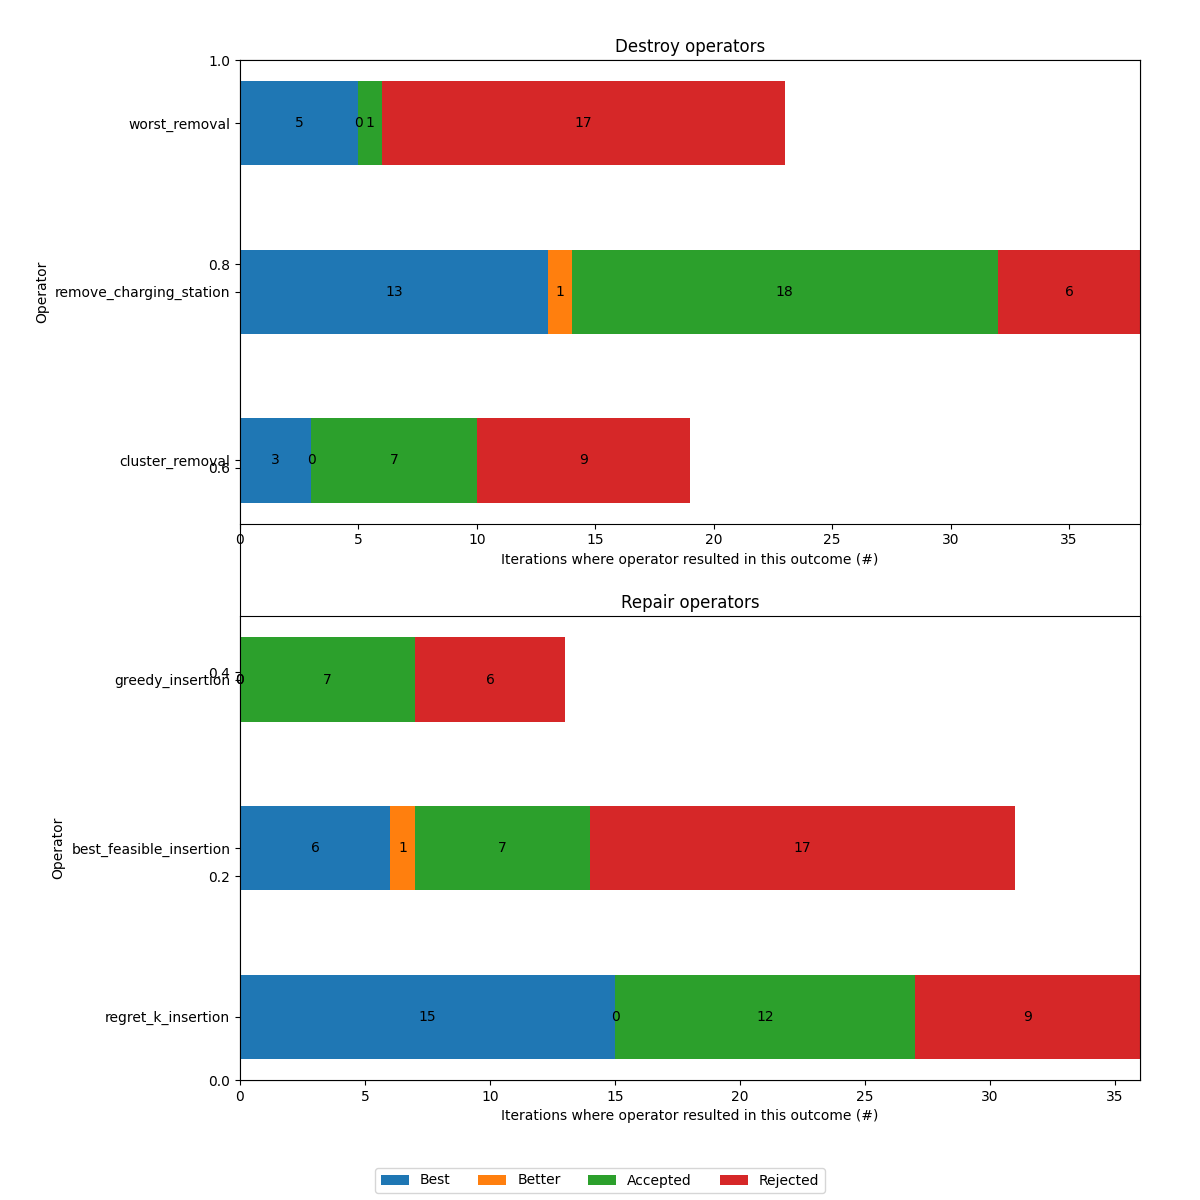 Destroy operators
1.0
worst_removal
5
0
1
17
Operator
0.8
remove_charging_station
13
1
18
6
cluster_removal
0.6
3
0
7
9
0 5 10 15 20 25 30 35
Iterations where operator resulted in this outcome (#)
Repair operators
0.4
greedy_insertion
0
0
7
6
Operator
best_feasible_insertion
6
1
7
17
0.2
regret_k_insertion
15
0
12
9
0.0
0 5 10 15 20 25 30 35
Iterations where operator resulted in this outcome (#)
Best Better Accepted Rejected